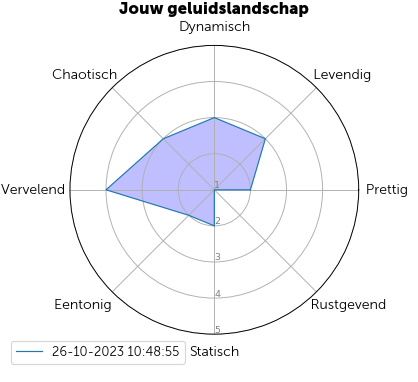 Jouw geluidslandschap
Dynamisch
Chaotisch
Levendig
Vervelend
1
Prettig
2
3
Eentonig
4
Rustgevend
5
26-10-2023 10:48:55
Statisch